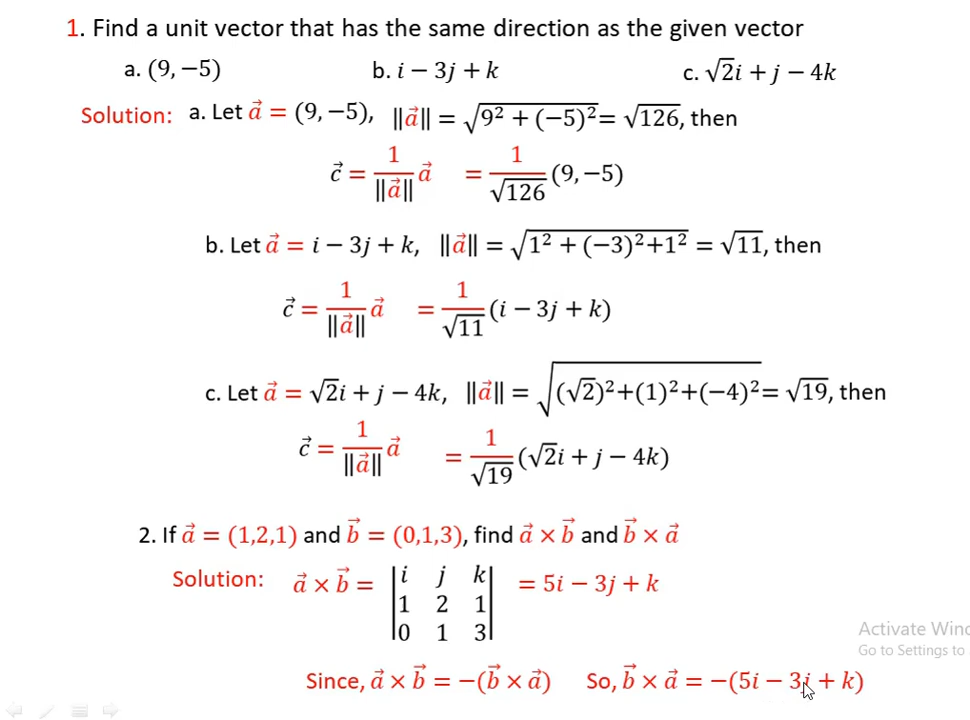 1. Find a unit vector that has the same direction as the given vector
a. (9, −5) b. i − 3j + k c. √2i + j − 4k
Solution: a. Let a⃗ = (9, −5), ||a⃗|| = √(9² + (−5)²) = √126, then
c⃗ = 1/||a⃗|| a⃗ = 1/√126 (9, −5)
b. Let a⃗ = i − 3j + k, ||a⃗|| = √(1² + (−3)²+1²) = √11, then
c⃗ = 1/||a⃗|| a⃗ = 1/√11 (i − 3j + k)
c. Let a⃗ = √2i + j − 4k, ||a⃗|| = √((√2)²+(1)²+(−4)²) = √19, then
c⃗ = 1/||a⃗|| a⃗ = 1/√19 (√2i + j − 4k)
2. If a⃗ = (1,2,1) and b⃗ = (0,1,3), find a⃗ × b⃗ and b⃗ × a⃗
Solution: a⃗ × b⃗ = |i j k| = 5i − 3j + k
|1 2 1|
|0 1 3|
Activate Wind
Go to Settings to
Since, a⃗ × b⃗ = −(b⃗ × a⃗) So, b⃗ × a⃗ = −(5i − 3j + k)